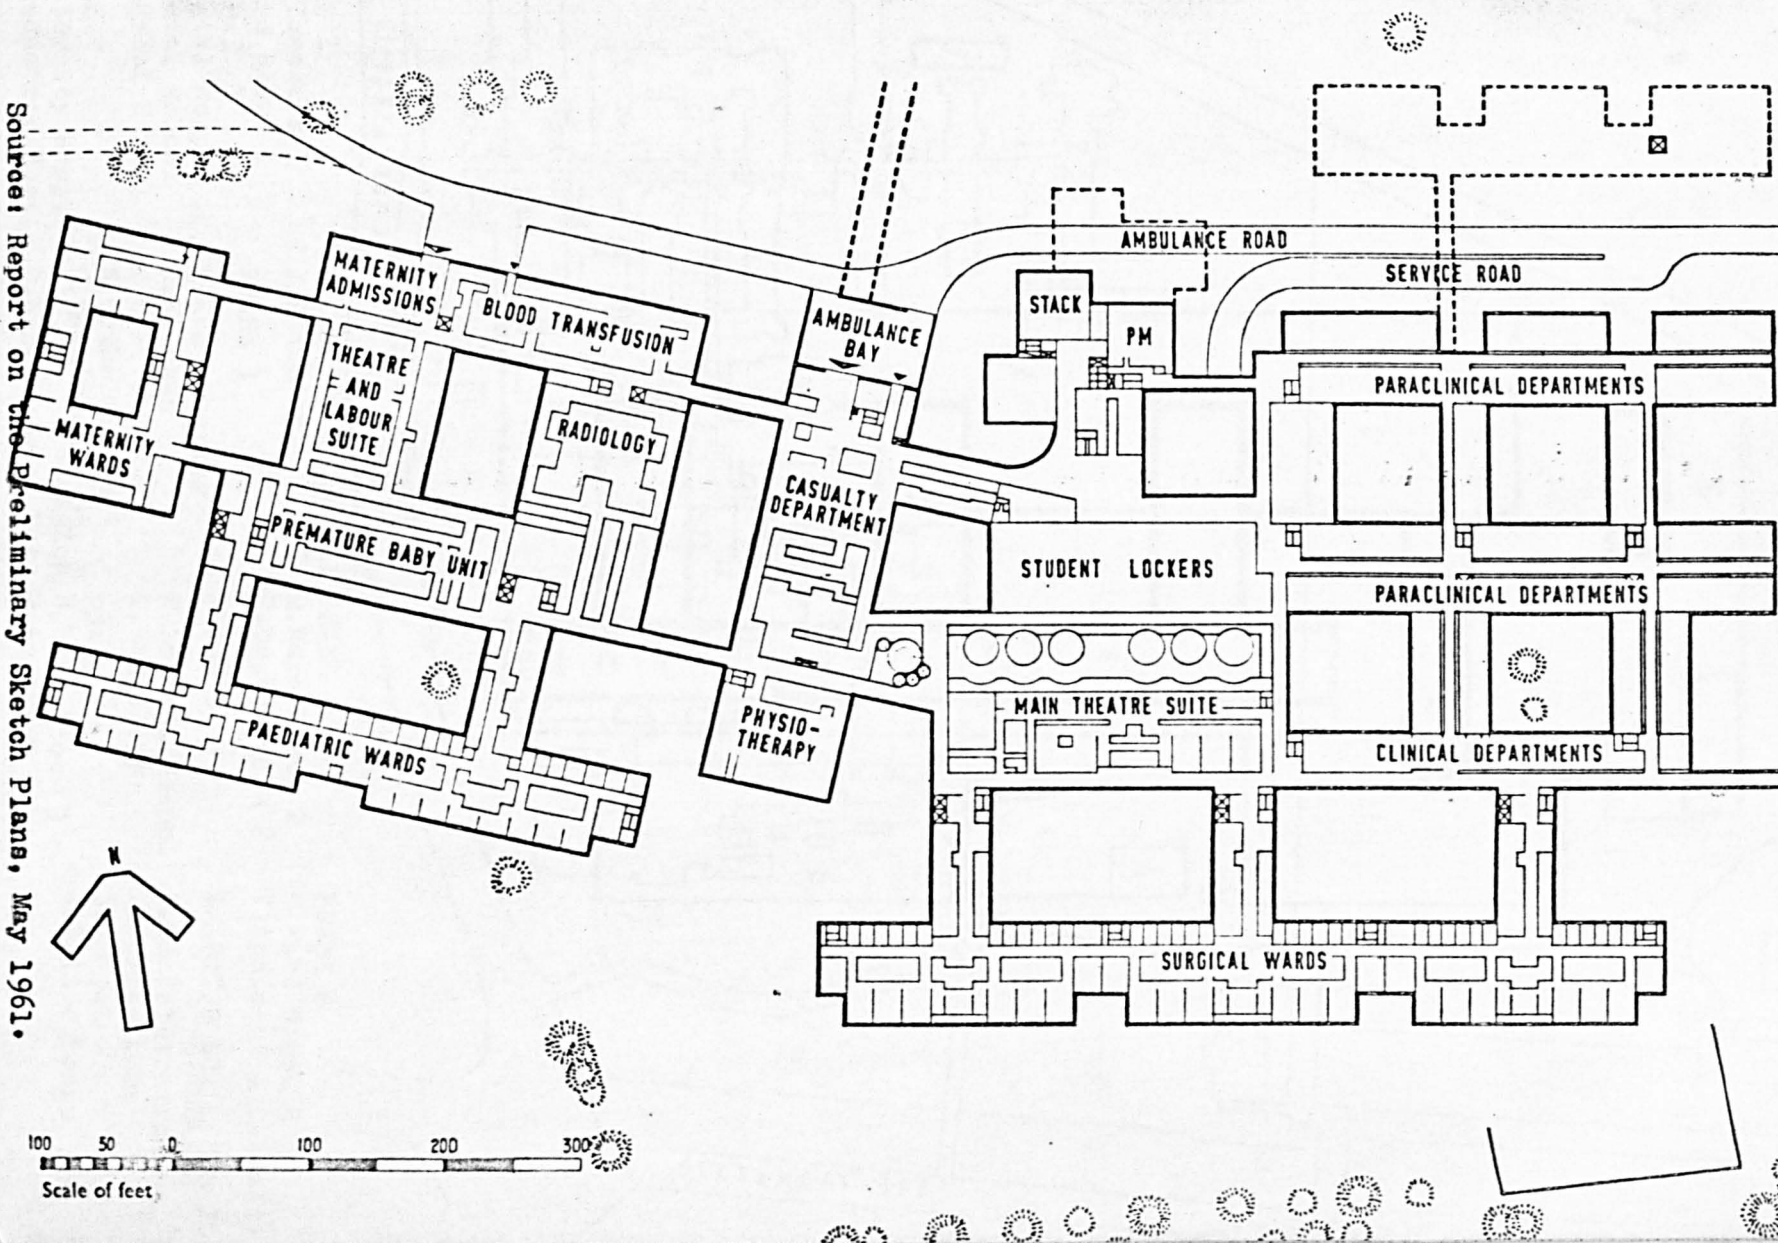 Source: Report on the Preliminary Sketch Plans, May 1961.
AMBULANCE ROAD
SERVICE ROAD
MATERNITY
ADMISSIONS
BLOOD TRANSFUSION
AMBULANCE
BAY
STACK
PM
THEATRE
AND
LABOUR
SUITE
RADIOLOGY
PARACLINICAL DEPARTMENTS
MATERNITY
WARDS
CASUALTY
DEPARTMENT
PREMATURE BABY UNIT
STUDENT LOCKERS
PARACLINICAL DEPARTMENTS
MAIN THEATRE SUITE
PHYSIO-
THERAPY
PAEDIATRIC WARDS
CLINICAL DEPARTMENTS
SURGICAL WARDS
N
100 50 0 100 200 300
Scale of feet